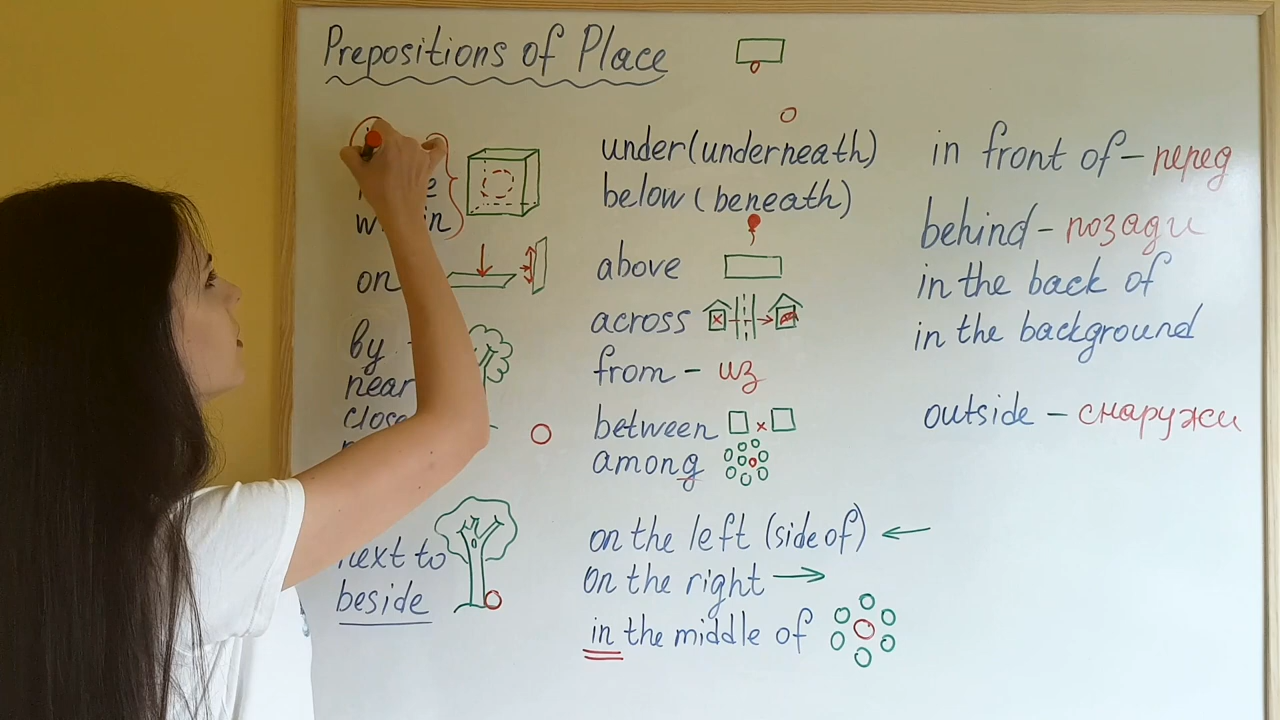 Prepositions of Place
on
by -
near
next to
beside
under (underneath)
below (beneath)
above
across
from - из
between
among
on the left (side of)
on the right
in the middle of
in front of - перед
behind - позади
in the back of
in the background
outside - снаружи